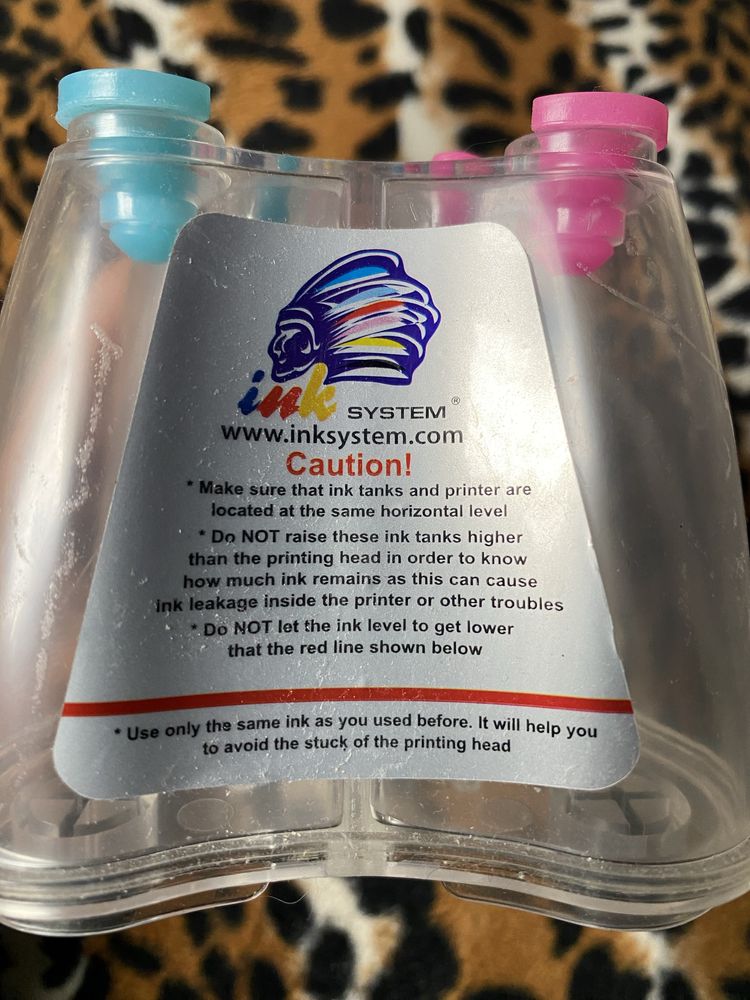 ink SYSTEM ®
www.inksystem.com
Caution!
* Make sure that ink tanks and printer are
located at the same horizontal level
* Do NOT raise these ink tanks higher
than the printing head in order to know
how much ink remains as this can cause
ink leakage inside the printer or other troubles
* Do NOT let the ink level to get lower
that the red line shown below
* Use only the same ink as you used before. It will help you
to avoid the stuck of the printing head